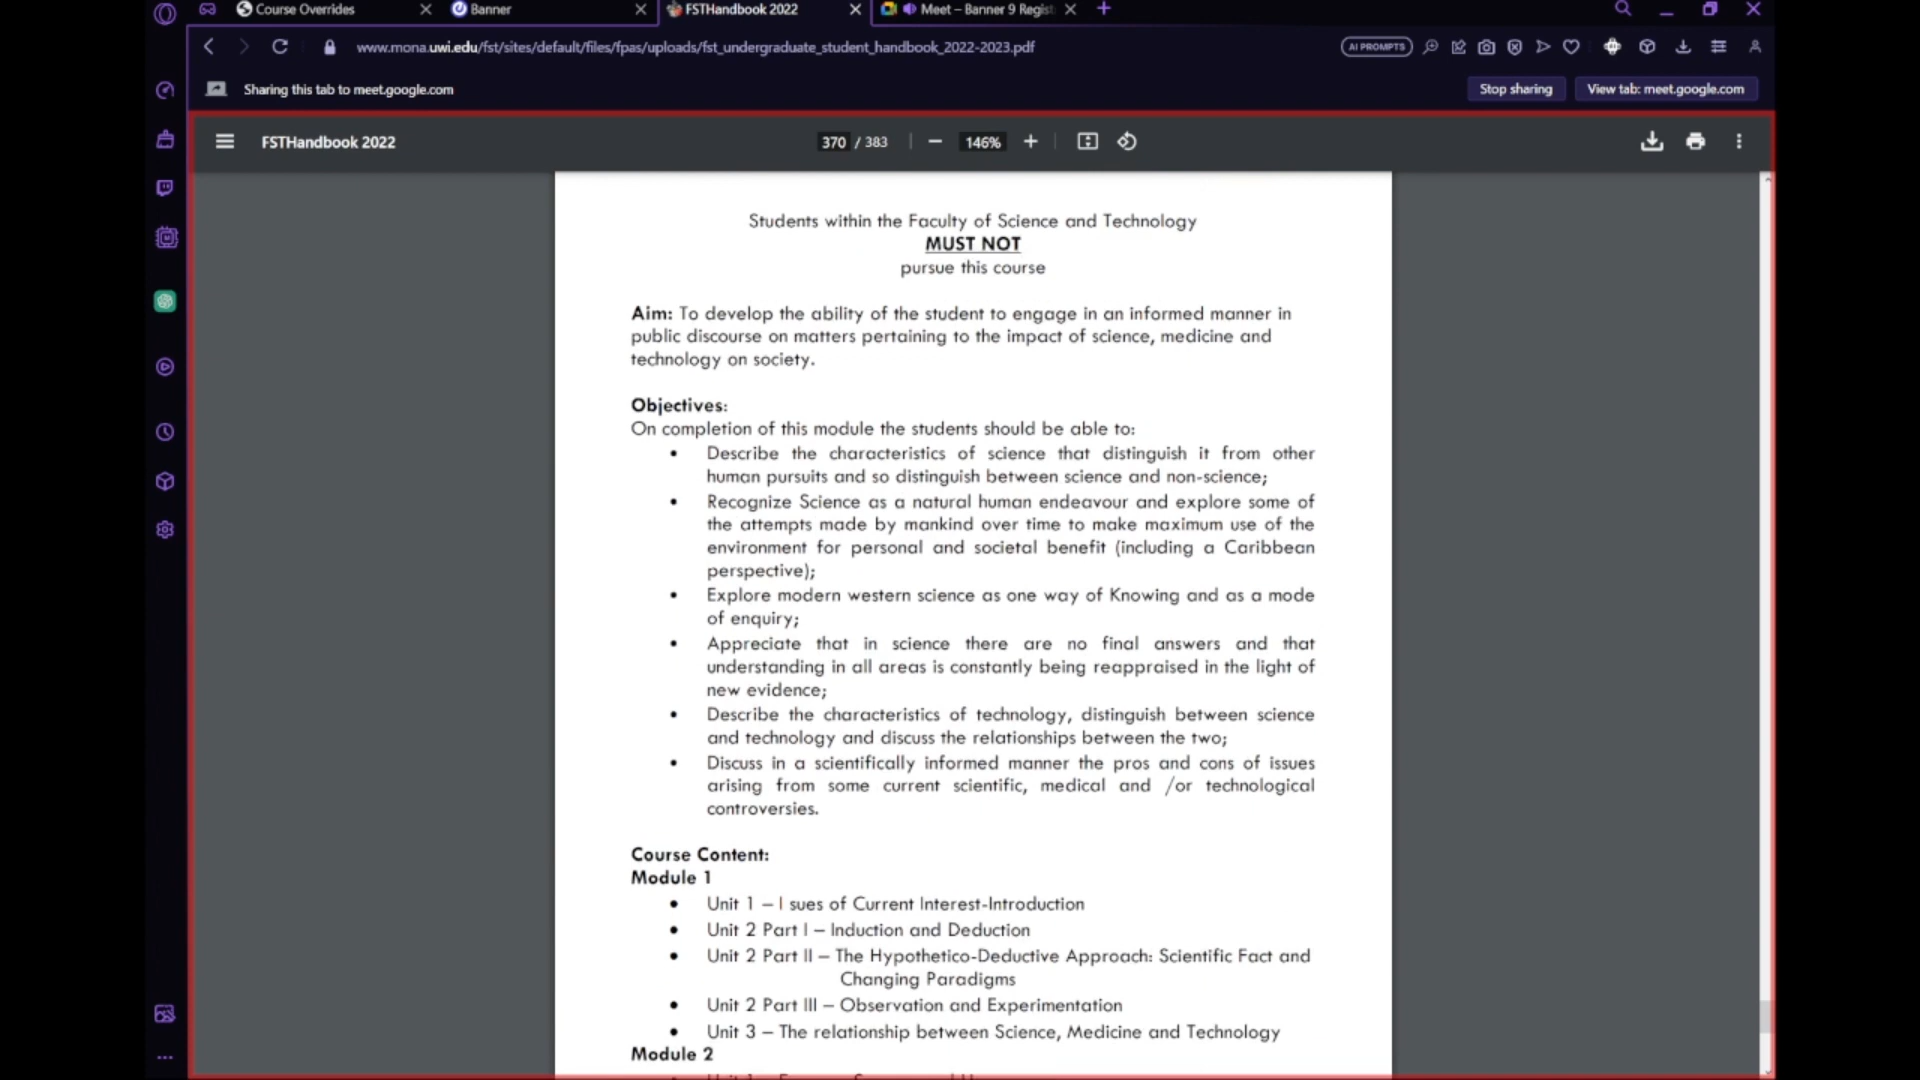 Course Overrides
Banner
FSTHandbook 2022
Meet – Banner 9 Regist
www.mona.uwi.edu/fst/sites/default/files/fpas/uploads/fst_undergraduate_student_handbook_2022-2023.pdf
AI PROMPTS
Sharing this tab to meet.google.com
Stop sharing
View tab: meet.google.com
FSTHandbook 2022
370 / 383
146%
Students within the Faculty of Science and Technology
MUST NOT
pursue this course
Aim: To develop the ability of the student to engage in an informed manner in
public discourse on matters pertaining to the impact of science, medicine and
technology on society.
Objectives:
On completion of this module the students should be able to:
• Describe the characteristics of science that distinguish it from other
human pursuits and so distinguish between science and non-science;
• Recognize Science as a natural human endeavour and explore some of
the attempts made by mankind over time to make maximum use of the
environment for personal and societal benefit (including a Caribbean
perspective);
• Explore modern western science as one way of Knowing and as a mode
of enquiry;
• Appreciate that in science there are no final answers and that
understanding in all areas is constantly being reappraised in the light of
new evidence;
• Describe the characteristics of technology, distinguish between science
and technology and discuss the relationships between the two;
• Discuss in a scientifically informed manner the pros and cons of issues
arising from some current scientific, medical and /or technological
controversies.
Course Content:
Module 1
• Unit 1 – I sues of Current Interest-Introduction
• Unit 2 Part I – Induction and Deduction
• Unit 2 Part II – The Hypothetico-Deductive Approach: Scientific Fact and
Changing Paradigms
• Unit 2 Part III – Observation and Experimentation
• Unit 3 – The relationship between Science, Medicine and Technology
Module 2